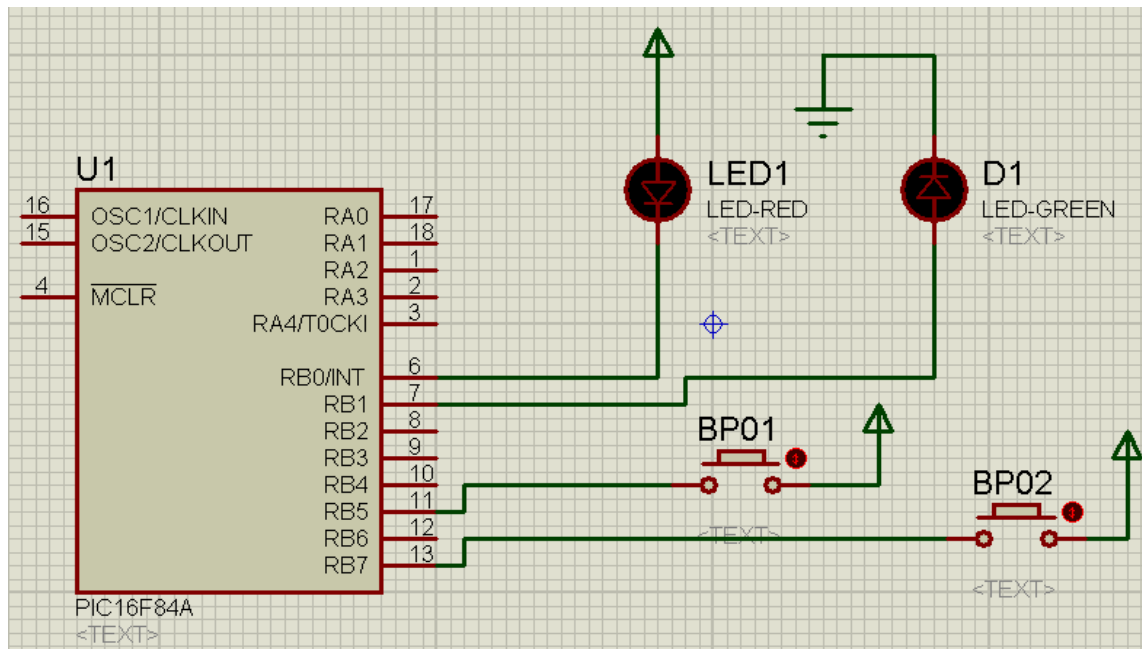 U1
16 OSC1/CLKIN RA0 17
15 OSC2/CLKOUT RA1 18
RA2 1
4 MCLR RA3 2
RA4/T0CKI 3
RB0/INT 6
RB1 7
RB2 8
RB3 9
RB4 10
RB5 11
RB6 12
RB7 13
PIC16F84A
<TEXT>
LED1
LED-RED
<TEXT>
D1
LED-GREEN
<TEXT>
BP01
<TEXT>
BP02
<TEXT>